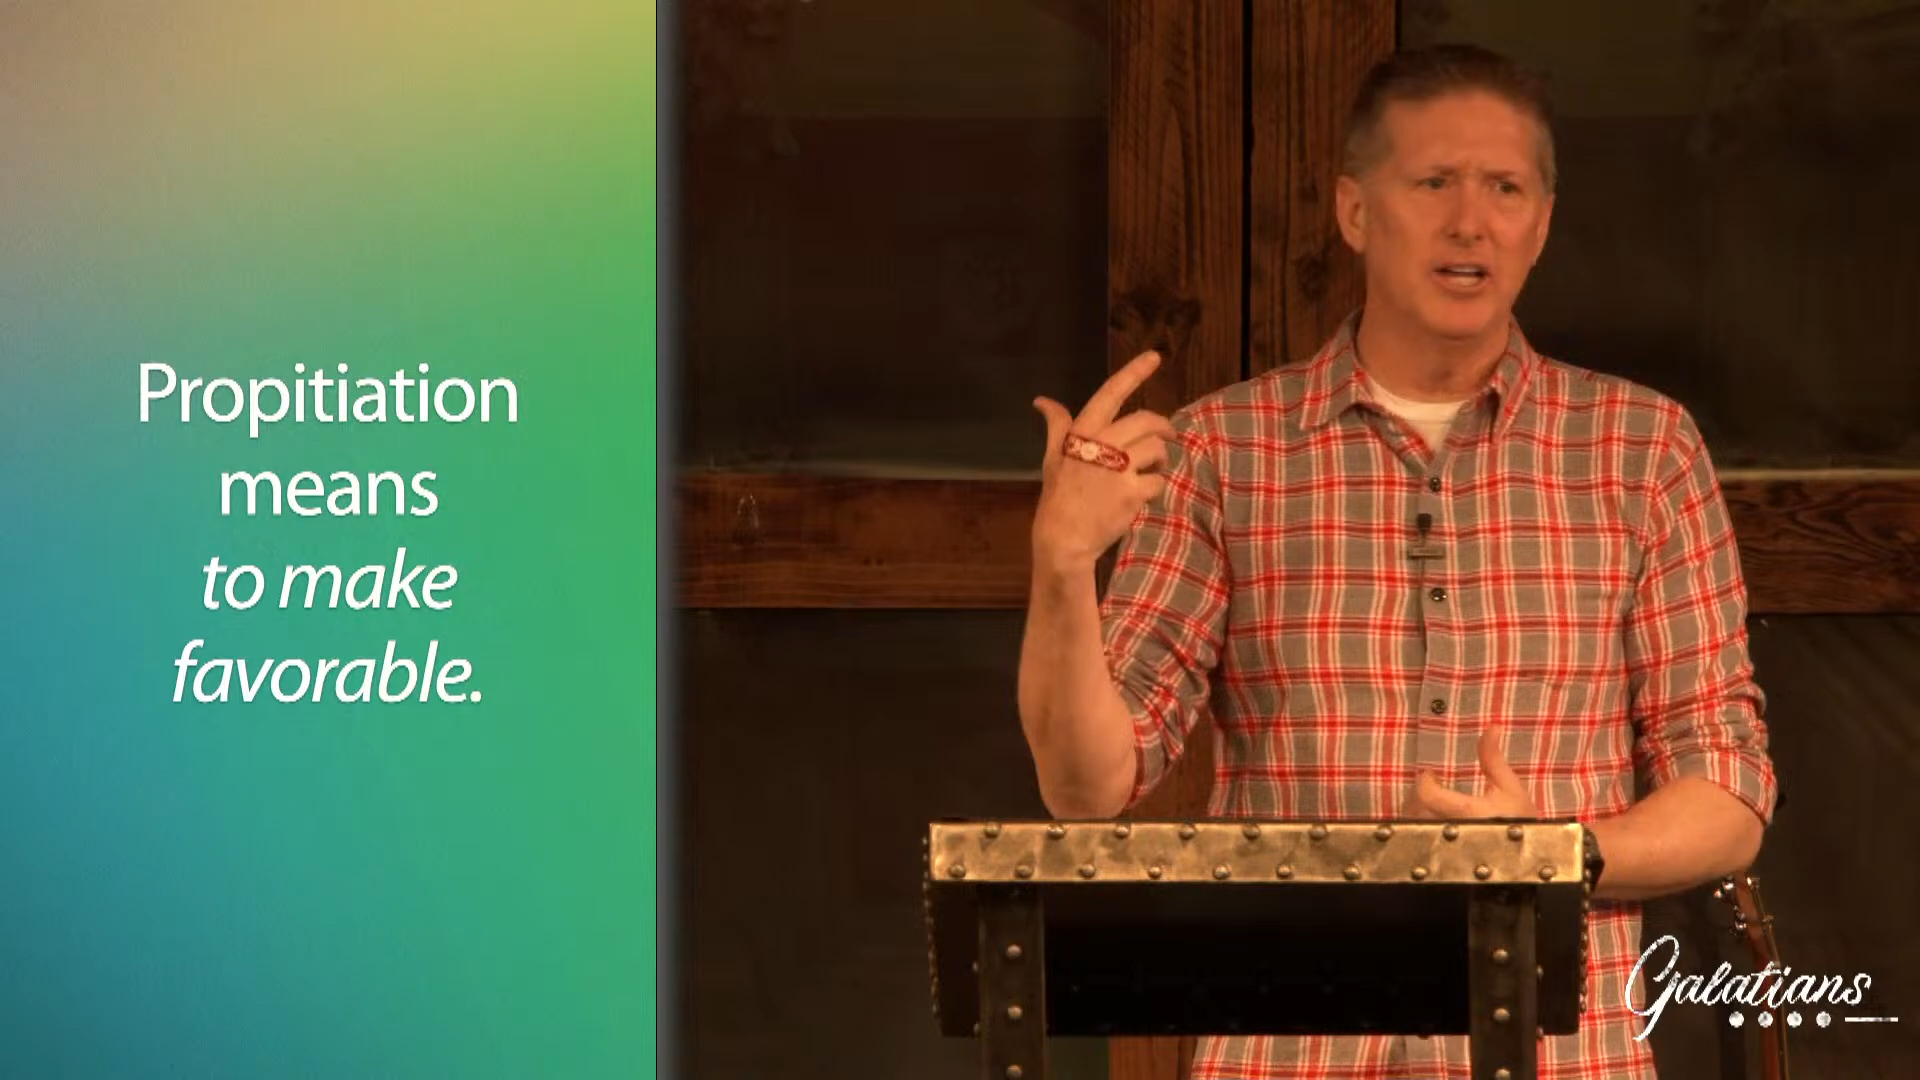 Propitiation
means
to make
favorable.
Galatians